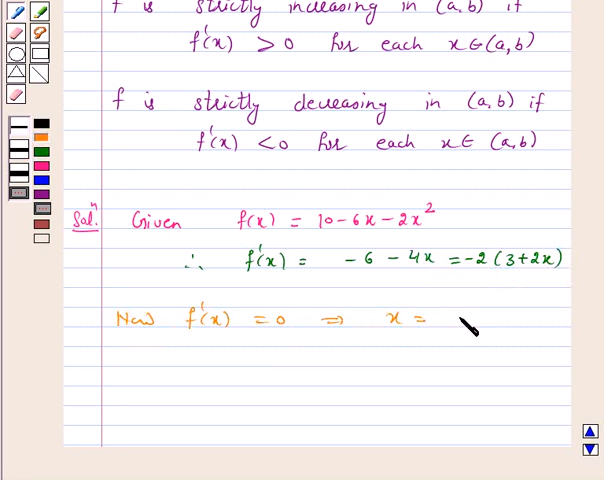 f is strictly increasing in (a,b) if
f'(x) > 0 for each x ∈ (a,b)
f is strictly decreasing in (a,b) if
f'(x) < 0 for each x ∈ (a,b)
Solⁿ. Given f(x) = 10 - 6x - 2x²
∴ f'(x) = - 6 - 4x = -2(3+2x)
Now f'(x) = 0 ⇒ x =